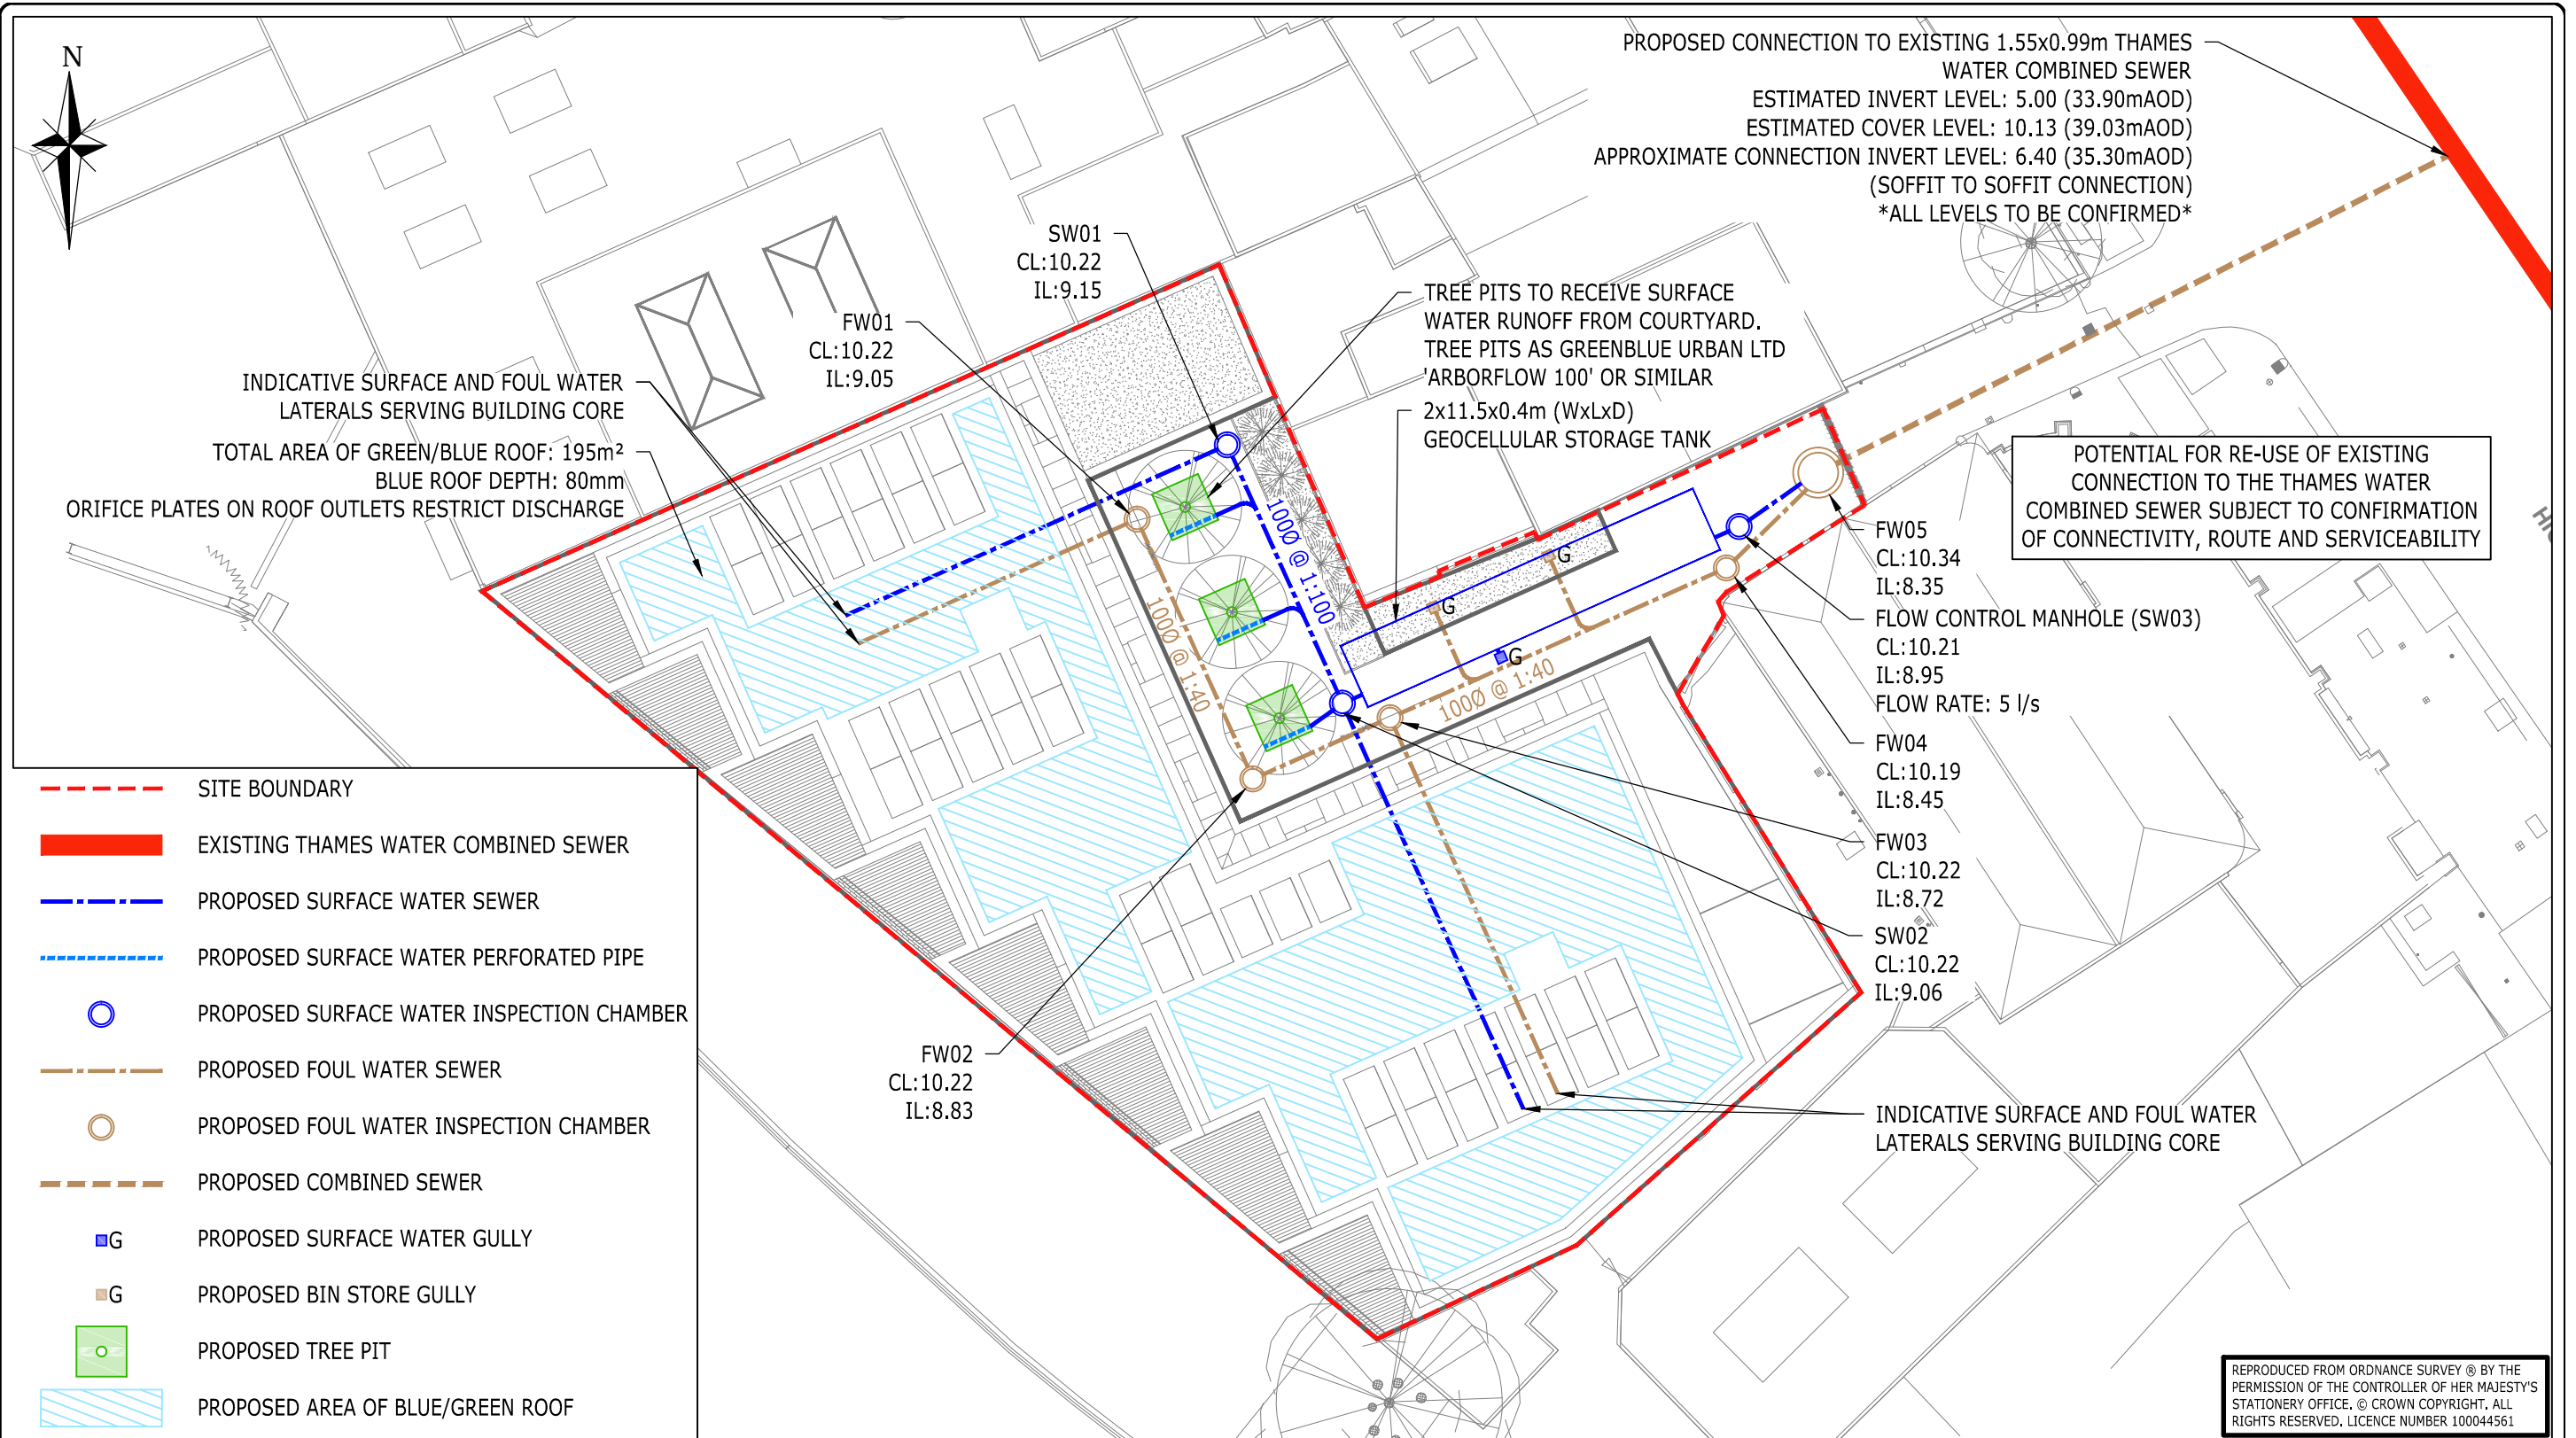 N
PROPOSED CONNECTION TO EXISTING 1.55x0.99m THAMES
WATER COMBINED SEWER
ESTIMATED INVERT LEVEL: 5.00 (33.90mAOD)
ESTIMATED COVER LEVEL: 10.13 (39.03mAOD)
APPROXIMATE CONNECTION INVERT LEVEL: 6.40 (35.30mAOD)
(SOFFIT TO SOFFIT CONNECTION)
*ALL LEVELS TO BE CONFIRMED*
SW01
CL:10.22
IL:9.15
FW01
CL:10.22
IL:9.05
TREE PITS TO RECEIVE SURFACE
WATER RUNOFF FROM COURTYARD.
TREE PITS AS GREENBLUE URBAN LTD
'ARBORFLOW 100' OR SIMILAR
2x11.5x0.4m (WxLxD)
GEOCELLULAR STORAGE TANK
INDICATIVE SURFACE AND FOUL WATER
LATERALS SERVING BUILDING CORE
TOTAL AREA OF GREEN/BLUE ROOF: 195m²
BLUE ROOF DEPTH: 80mm
ORIFICE PLATES ON ROOF OUTLETS RESTRICT DISCHARGE
POTENTIAL FOR RE-USE OF EXISTING
CONNECTION TO THE THAMES WATER
COMBINED SEWER SUBJECT TO CONFIRMATION
OF CONNECTIVITY, ROUTE AND SERVICEABILITY
100Ø @ 1:100
100Ø @ 1:40
100Ø @ 1:40
G
G
G
FW05
CL:10.34
IL:8.35
FLOW CONTROL MANHOLE (SW03)
CL:10.21
IL:8.95
FLOW RATE: 5 l/s
FW04
CL:10.19
IL:8.45
FW03
CL:10.22
IL:8.72
SW02
CL:10.22
IL:9.06
FW02
CL:10.22
IL:8.83
INDICATIVE SURFACE AND FOUL WATER
LATERALS SERVING BUILDING CORE
SITE BOUNDARY
EXISTING THAMES WATER COMBINED SEWER
PROPOSED SURFACE WATER SEWER
PROPOSED SURFACE WATER PERFORATED PIPE
PROPOSED SURFACE WATER INSPECTION CHAMBER
PROPOSED FOUL WATER SEWER
PROPOSED FOUL WATER INSPECTION CHAMBER
PROPOSED COMBINED SEWER
G PROPOSED SURFACE WATER GULLY
G PROPOSED BIN STORE GULLY
PROPOSED TREE PIT
PROPOSED AREA OF BLUE/GREEN ROOF
REPRODUCED FROM ORDNANCE SURVEY ® BY THE
PERMISSION OF THE CONTROLLER OF HER MAJESTY'S
STATIONERY OFFICE. © CROWN COPYRIGHT. ALL
RIGHTS RESERVED. LICENCE NUMBER 100044561